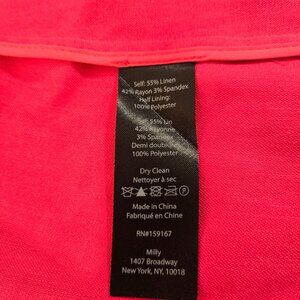 Self: 55% Linen
42% Rayon 3% Spandex
Half Lining:
100% Polyester
Self: 55% Lin
42% Rayonne
3% Spandex
Demi doublure
100% Polyester
Dry Clean
Nettoyer à sec
Made in China
Fabriqué en Chine
RN#159167
Milly
1407 Broadway
New York, NY, 10018